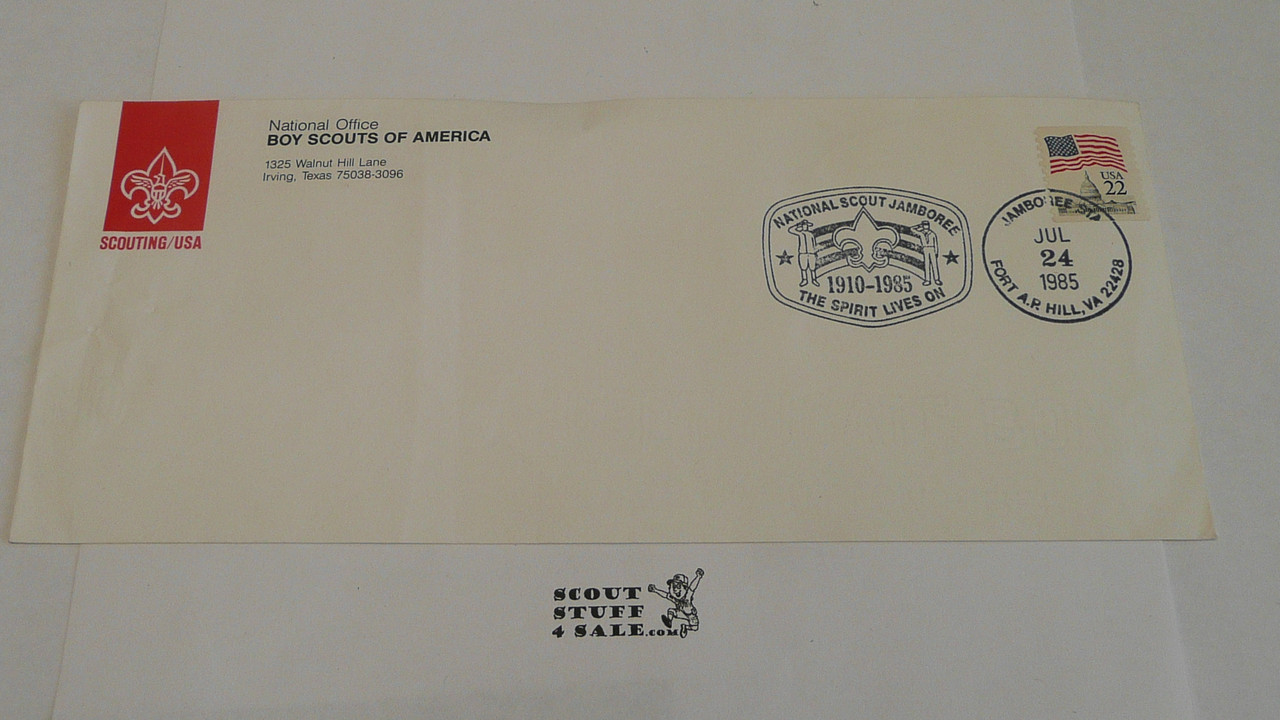 National Office
BOY SCOUTS OF AMERICA
1325 Walnut Hill Lane
Irving, Texas 75038-3096
SCOUTING/USA
USA
22
NATIONAL SCOUT JAMBOREE
1910-1985
THE SPIRIT LIVES ON
JAMBOREE STA
JUL
24
1985
FORT A.P. HILL, VA 22428
SCOUT
STUFF
4 SALE.COM